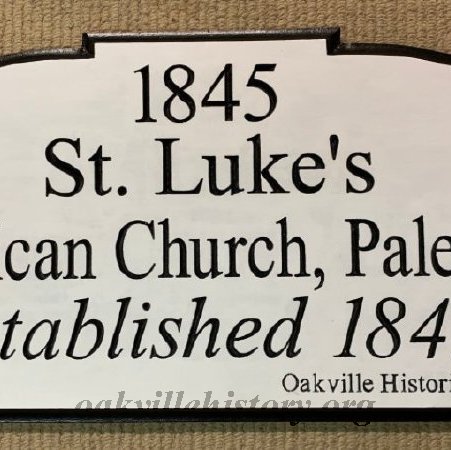 1845
St. Luke's
ican Church, Pale
tablished 184
Oakville Histori
oakvillehistory.org